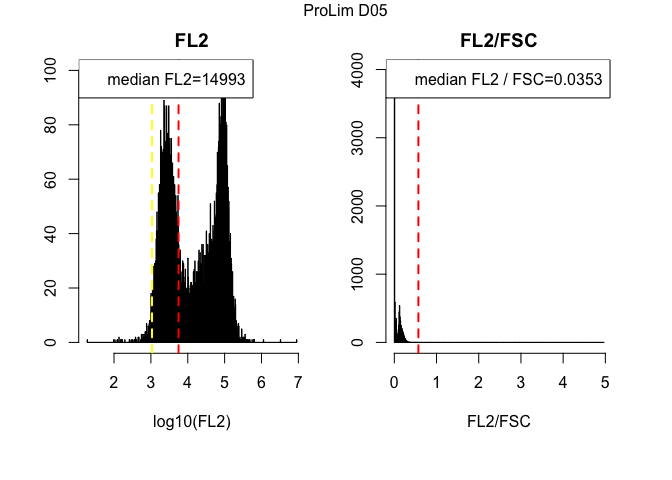 ProLim D05
FL2
median FL2=14993
0 20 40 60 80 100
2 3 4 5 6 7
log10(FL2)
FL2/FSC
median FL2 / FSC=0.0353
0 1000 2000 3000 4000
0 1 2 3 4 5
FL2/FSC